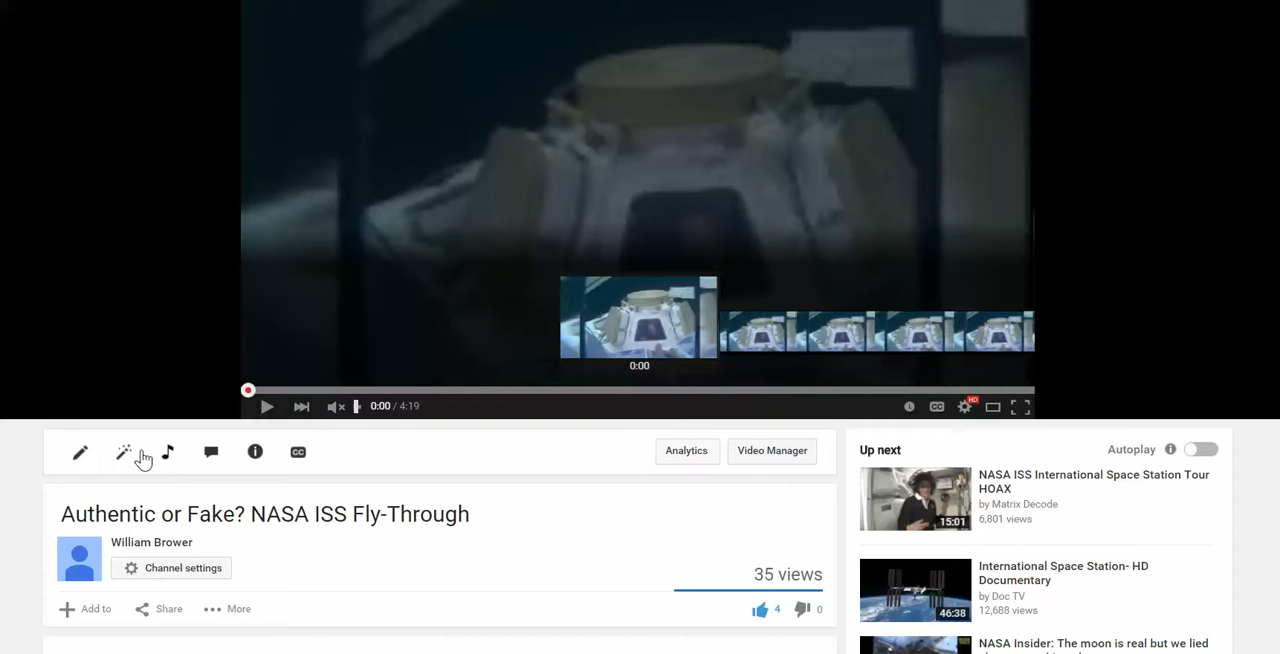 0:00
0:00 / 4:19
CC
HD
CC
Analytics
Video Manager
Authentic or Fake? NASA ISS Fly-Through
William Brower
Channel settings
35 views
Add to
Share
More
4
0
Up next
Autoplay
NASA ISS International Space Station Tour
HOAX
by Matrix Decode
6,801 views
15:01
International Space Station- HD
Documentary
by Doc TV
12,688 views
46:38
NASA Insider: The moon is real but we lied